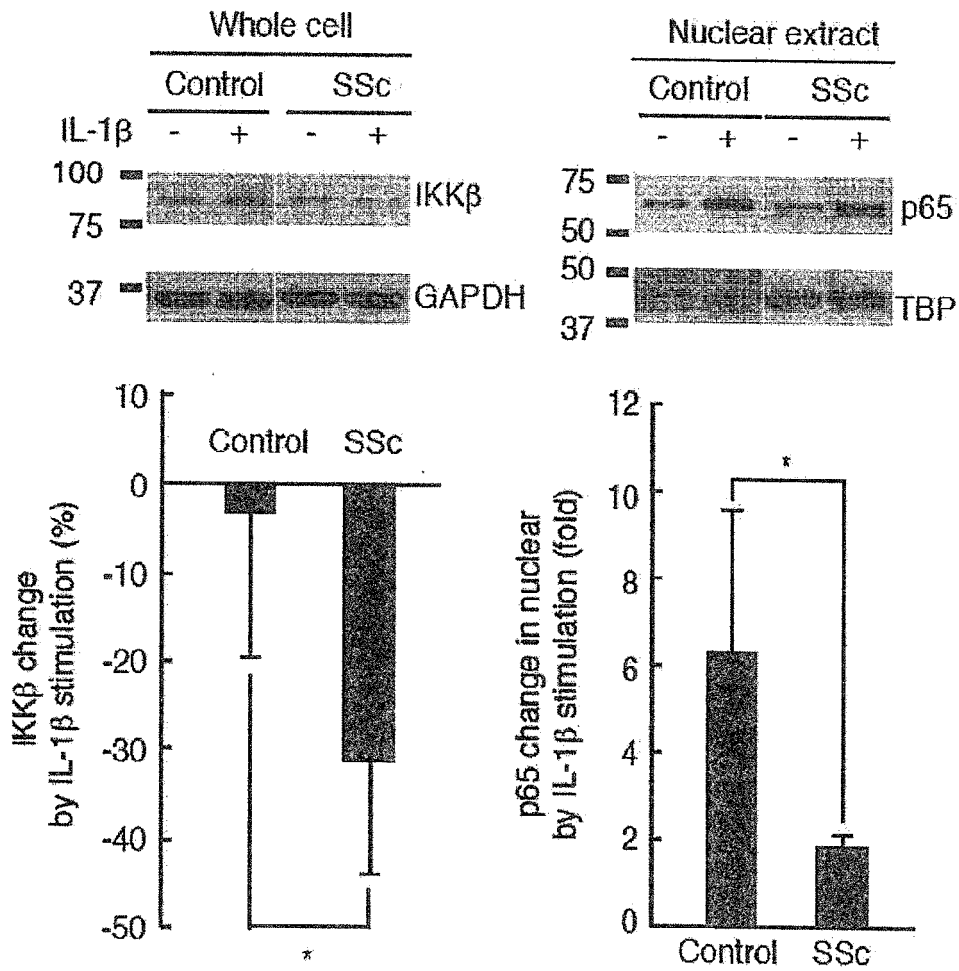 Whole cell
Control SSc
IL-1β - + - +
100
75
IKKβ
37
GAPDH
Nuclear extract
Control SSc
- + - +
75
50
p65
50
37
TBP
10
0
-10
-20
-30
-40
-50
Control SSc
IKKβ change
by IL-1β stimulation (%)
*
12
10
8
6
4
2
0
p65 change in nuclear
by IL-1β stimulation (fold)
*
Control SSc